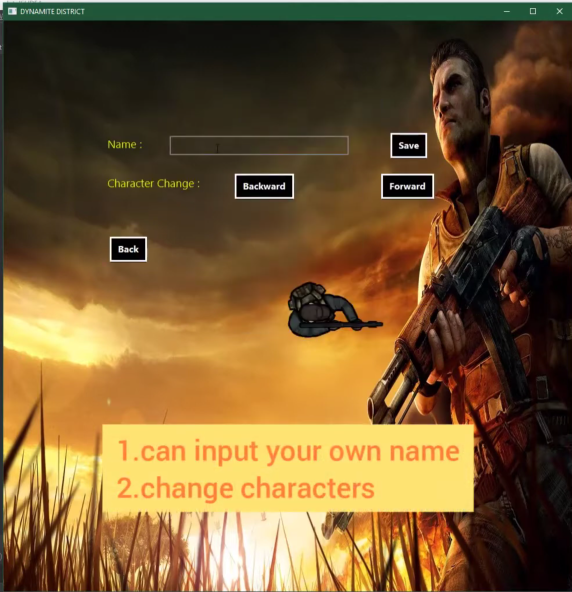 DYNAMITE DISTRICT
Name :
Save
Character Change :
Backward
Forward
Back
1.can input your own name
2.change characters